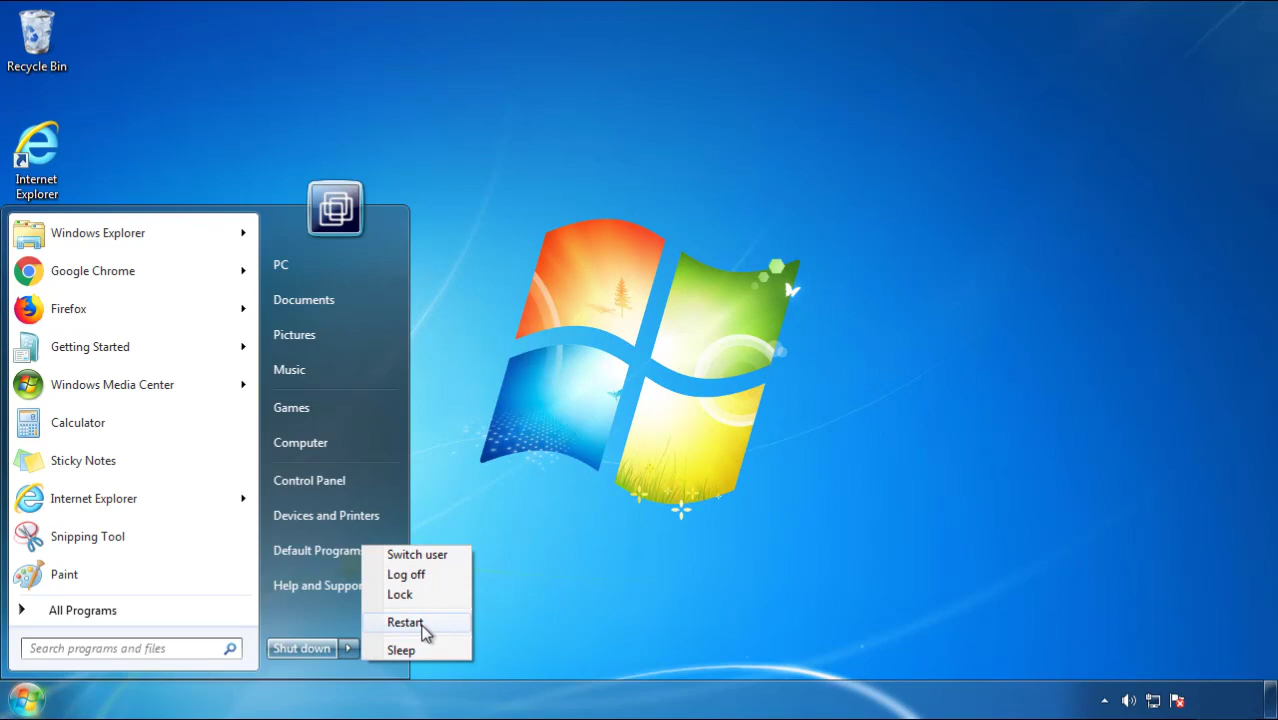 Recycle Bin
Internet
Explorer
Windows Explorer
Google Chrome
Firefox
Getting Started
Windows Media Center
Calculator
Sticky Notes
Internet Explorer
Snipping Tool
Paint
All Programs
Search programs and files
PC
Documents
Pictures
Music
Games
Computer
Control Panel
Devices and Printers
Default Program
Help and Suppor
Shut down
Switch user
Log off
Lock
Restart
Sleep